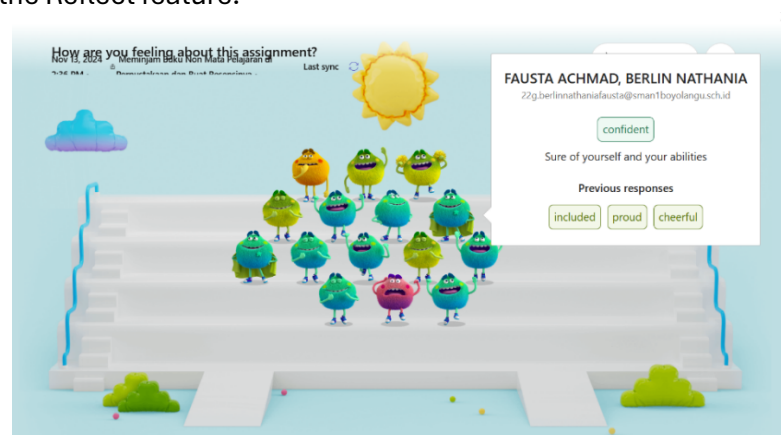 the Reflect feature.
How are you feeling about this assignment?
Nov 13, 2024 Meminjam Buku Non Mata Pelajaran di
2:36 PM - Perpustakaan dan Buat Resensinya -
Last sync
FAUSTA ACHMAD, BERLIN NATHANIA
22g.berlinnathaniafausta@sman1boyolangu.sch.id
confident
Sure of yourself and your abilities
Previous responses
included proud cheerful